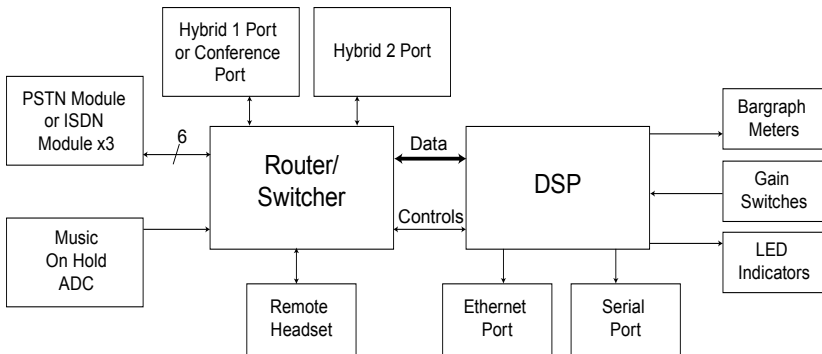 Hybrid 1 Port
or Conference
Port
Hybrid 2 Port
PSTN Module
or ISDN
Module x3
6
Router/
Switcher
Data
Controls
DSP
Bargraph
Meters
Gain
Switches
LED
Indicators
Music
On Hold
ADC
Remote
Headset
Ethernet
Port
Serial
Port